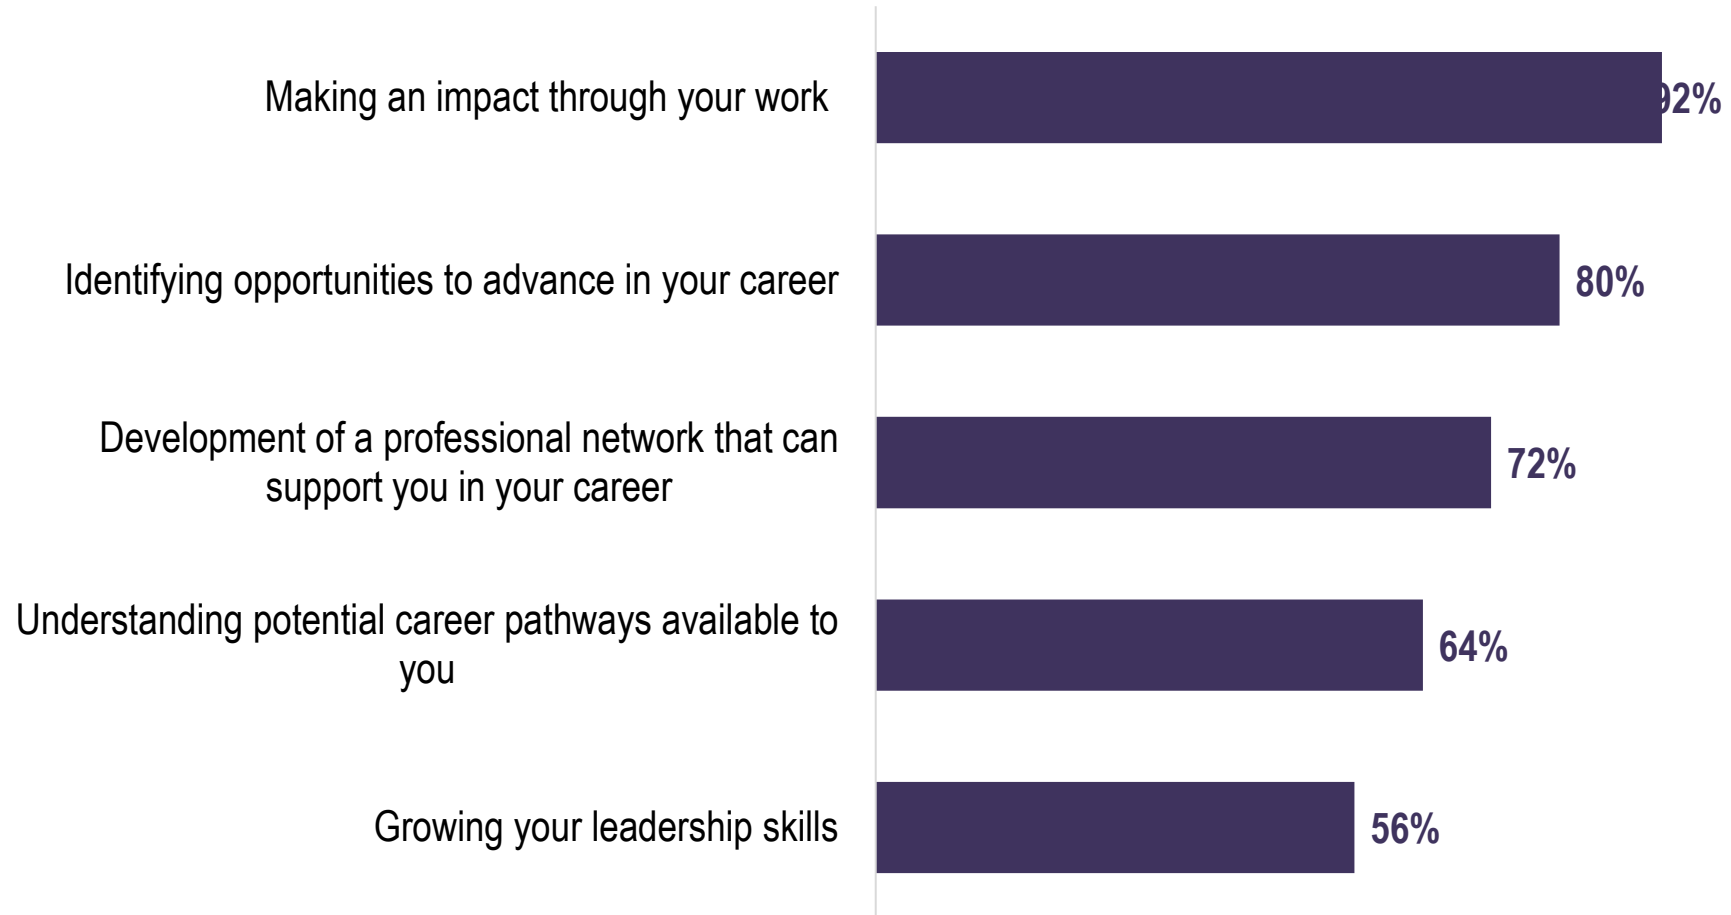 Making an impact through your work
92%
Identifying opportunities to advance in your career
80%
Development of a professional network that can
support you in your career
72%
Understanding potential career pathways available to
you
64%
Growing your leadership skills
56%